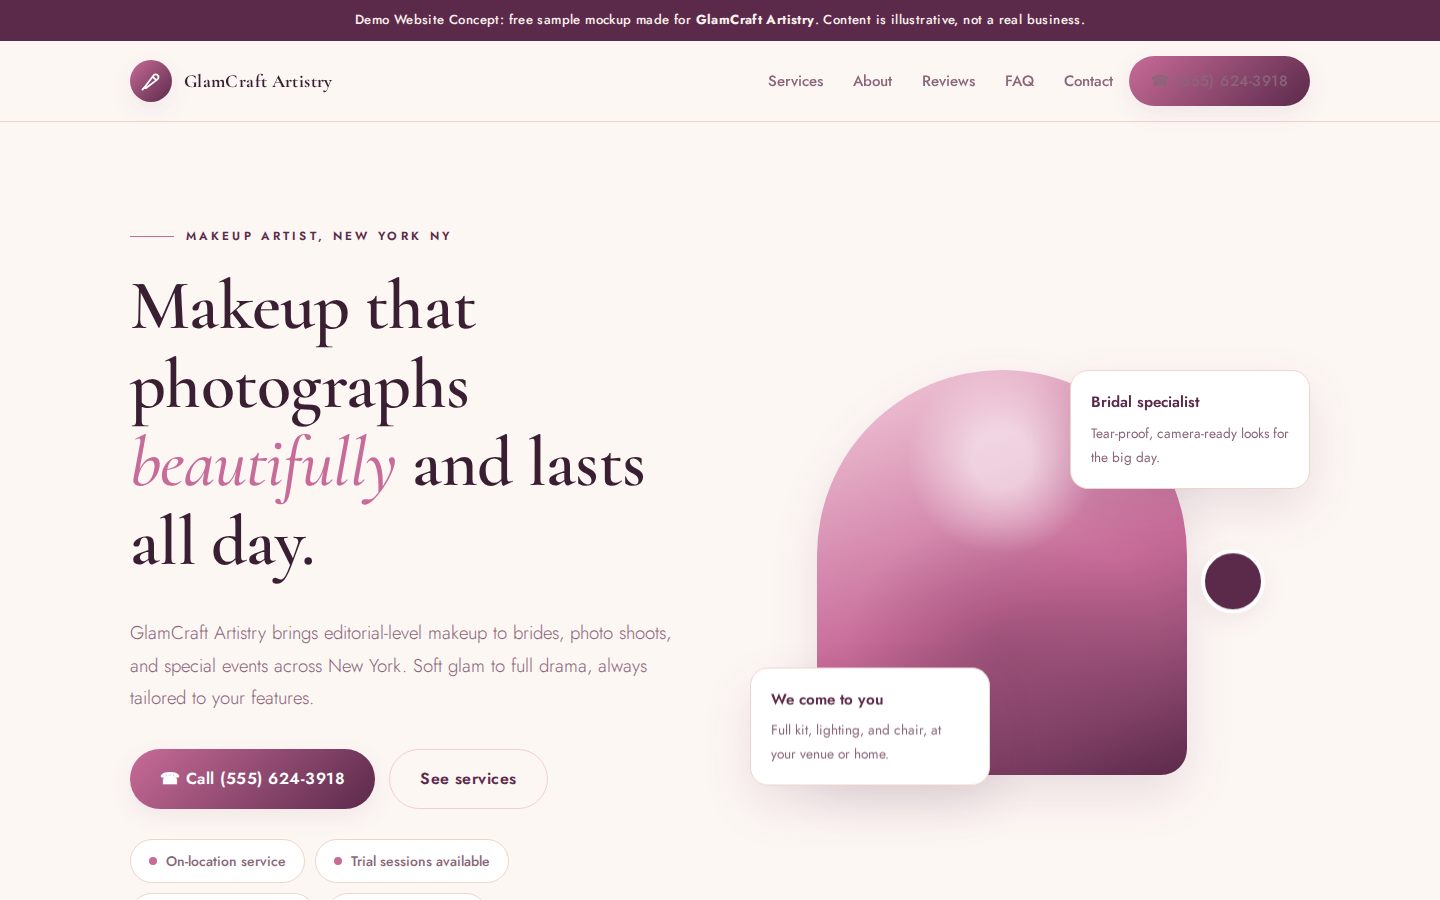 Demo Website Concept: free sample mockup made for GlamCraft Artistry. Content is illustrative, not a real business.
GlamCraft Artistry
Services
About
Reviews
FAQ
Contact
☎ (555) 624-3918
MAKEUP ARTIST, NEW YORK NY
Makeup that
photographs
beautifully and lasts
all day.
GlamCraft Artistry brings editorial-level makeup to brides, photo shoots,
and special events across New York. Soft glam to full drama, always
tailored to your features.
☎ Call (555) 624-3918
See services
On-location service
Trial sessions available
Bridal specialist
Tear-proof, camera-ready looks for
the big day.
We come to you
Full kit, lighting, and chair, at
your venue or home.